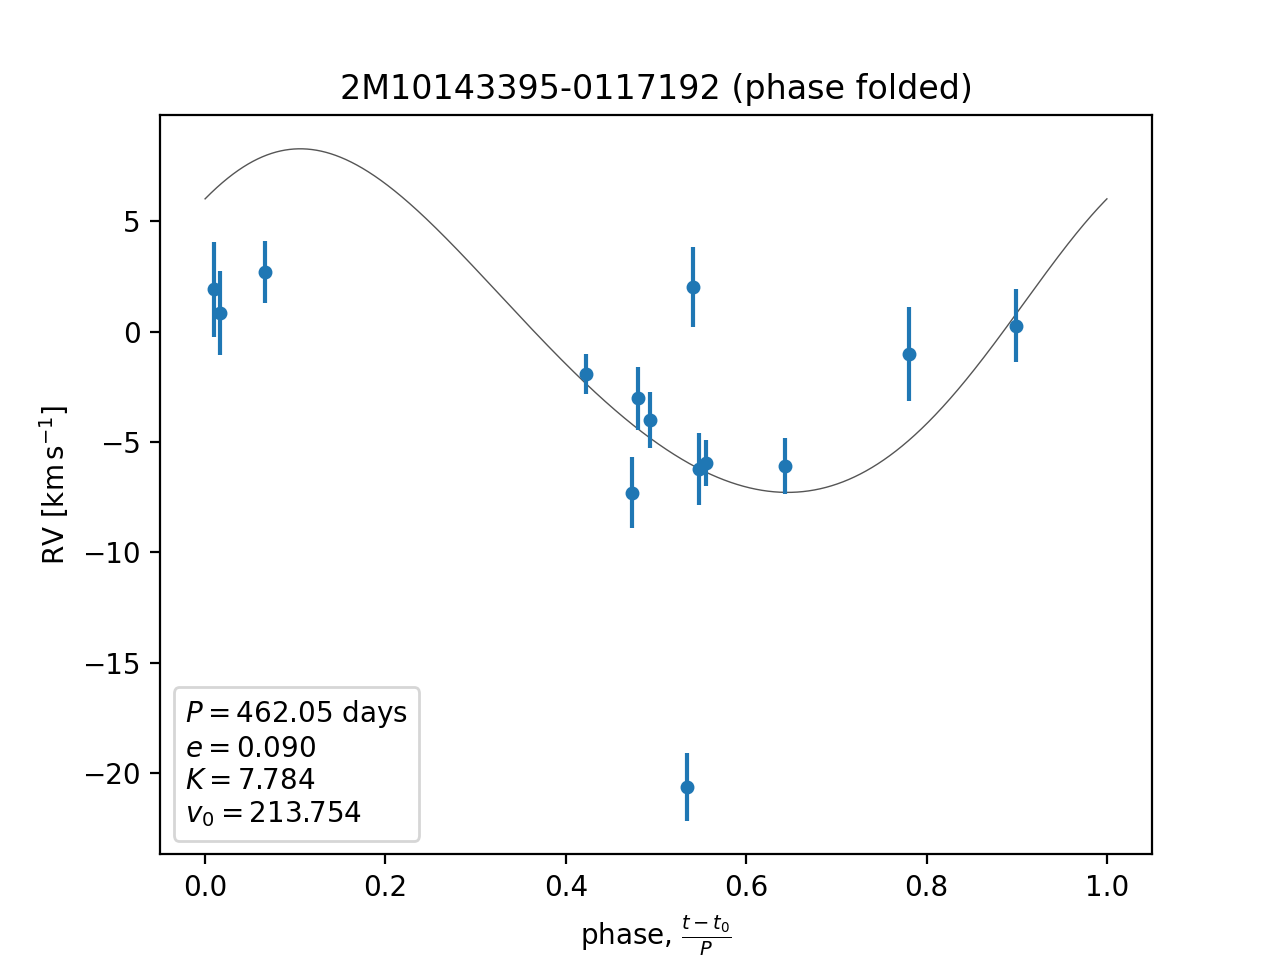 2M10143395-0117192 (phase folded)
RV [km s⁻¹]
5
0
−5
−10
−15
−20
P = 462.05 days
e = 0.090
K = 7.784
v₀ = 213.754
0.0 0.2 0.4 0.6 0.8 1.0
phase, (t − t₀)/P